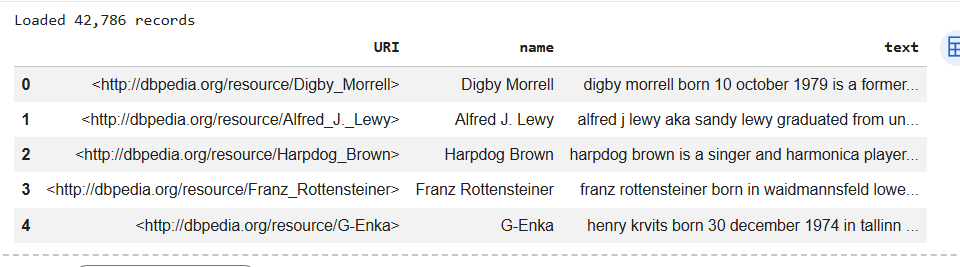 Loaded 42,786 records
URI name text
0 <http://dbpedia.org/resource/Digby_Morrell> Digby Morrell digby morrell born 10 october 1979 is a former...
1 <http://dbpedia.org/resource/Alfred_J._Lewy> Alfred J. Lewy alfred j lewy aka sandy lewy graduated from un...
2 <http://dbpedia.org/resource/Harpdog_Brown> Harpdog Brown harpdog brown is a singer and harmonica player...
3 <http://dbpedia.org/resource/Franz_Rottensteiner> Franz Rottensteiner franz rottensteiner born in waidmannsfeld lowe...
4 <http://dbpedia.org/resource/G-Enka> G-Enka henry krvits born 30 december 1974 in tallinn ...